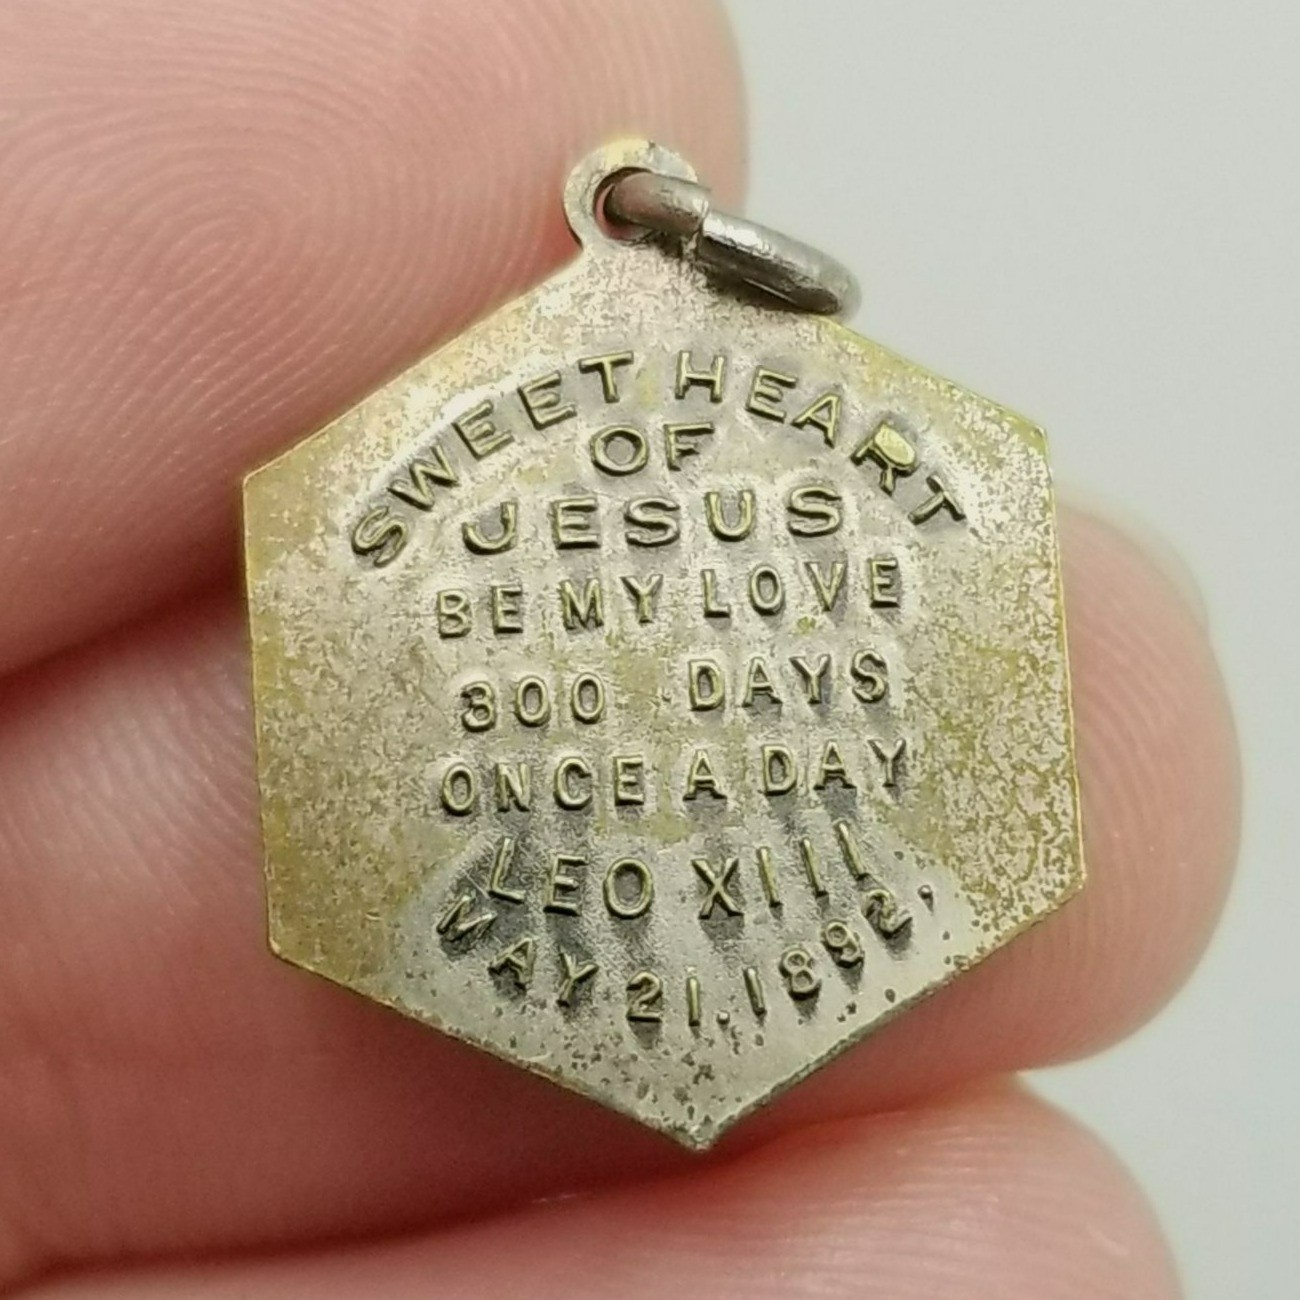 SWEET HEART
OF
JESUS
BE MY LOVE
300 DAYS
ONCE A DAY
LEO XIII
MAY 21. 1892.